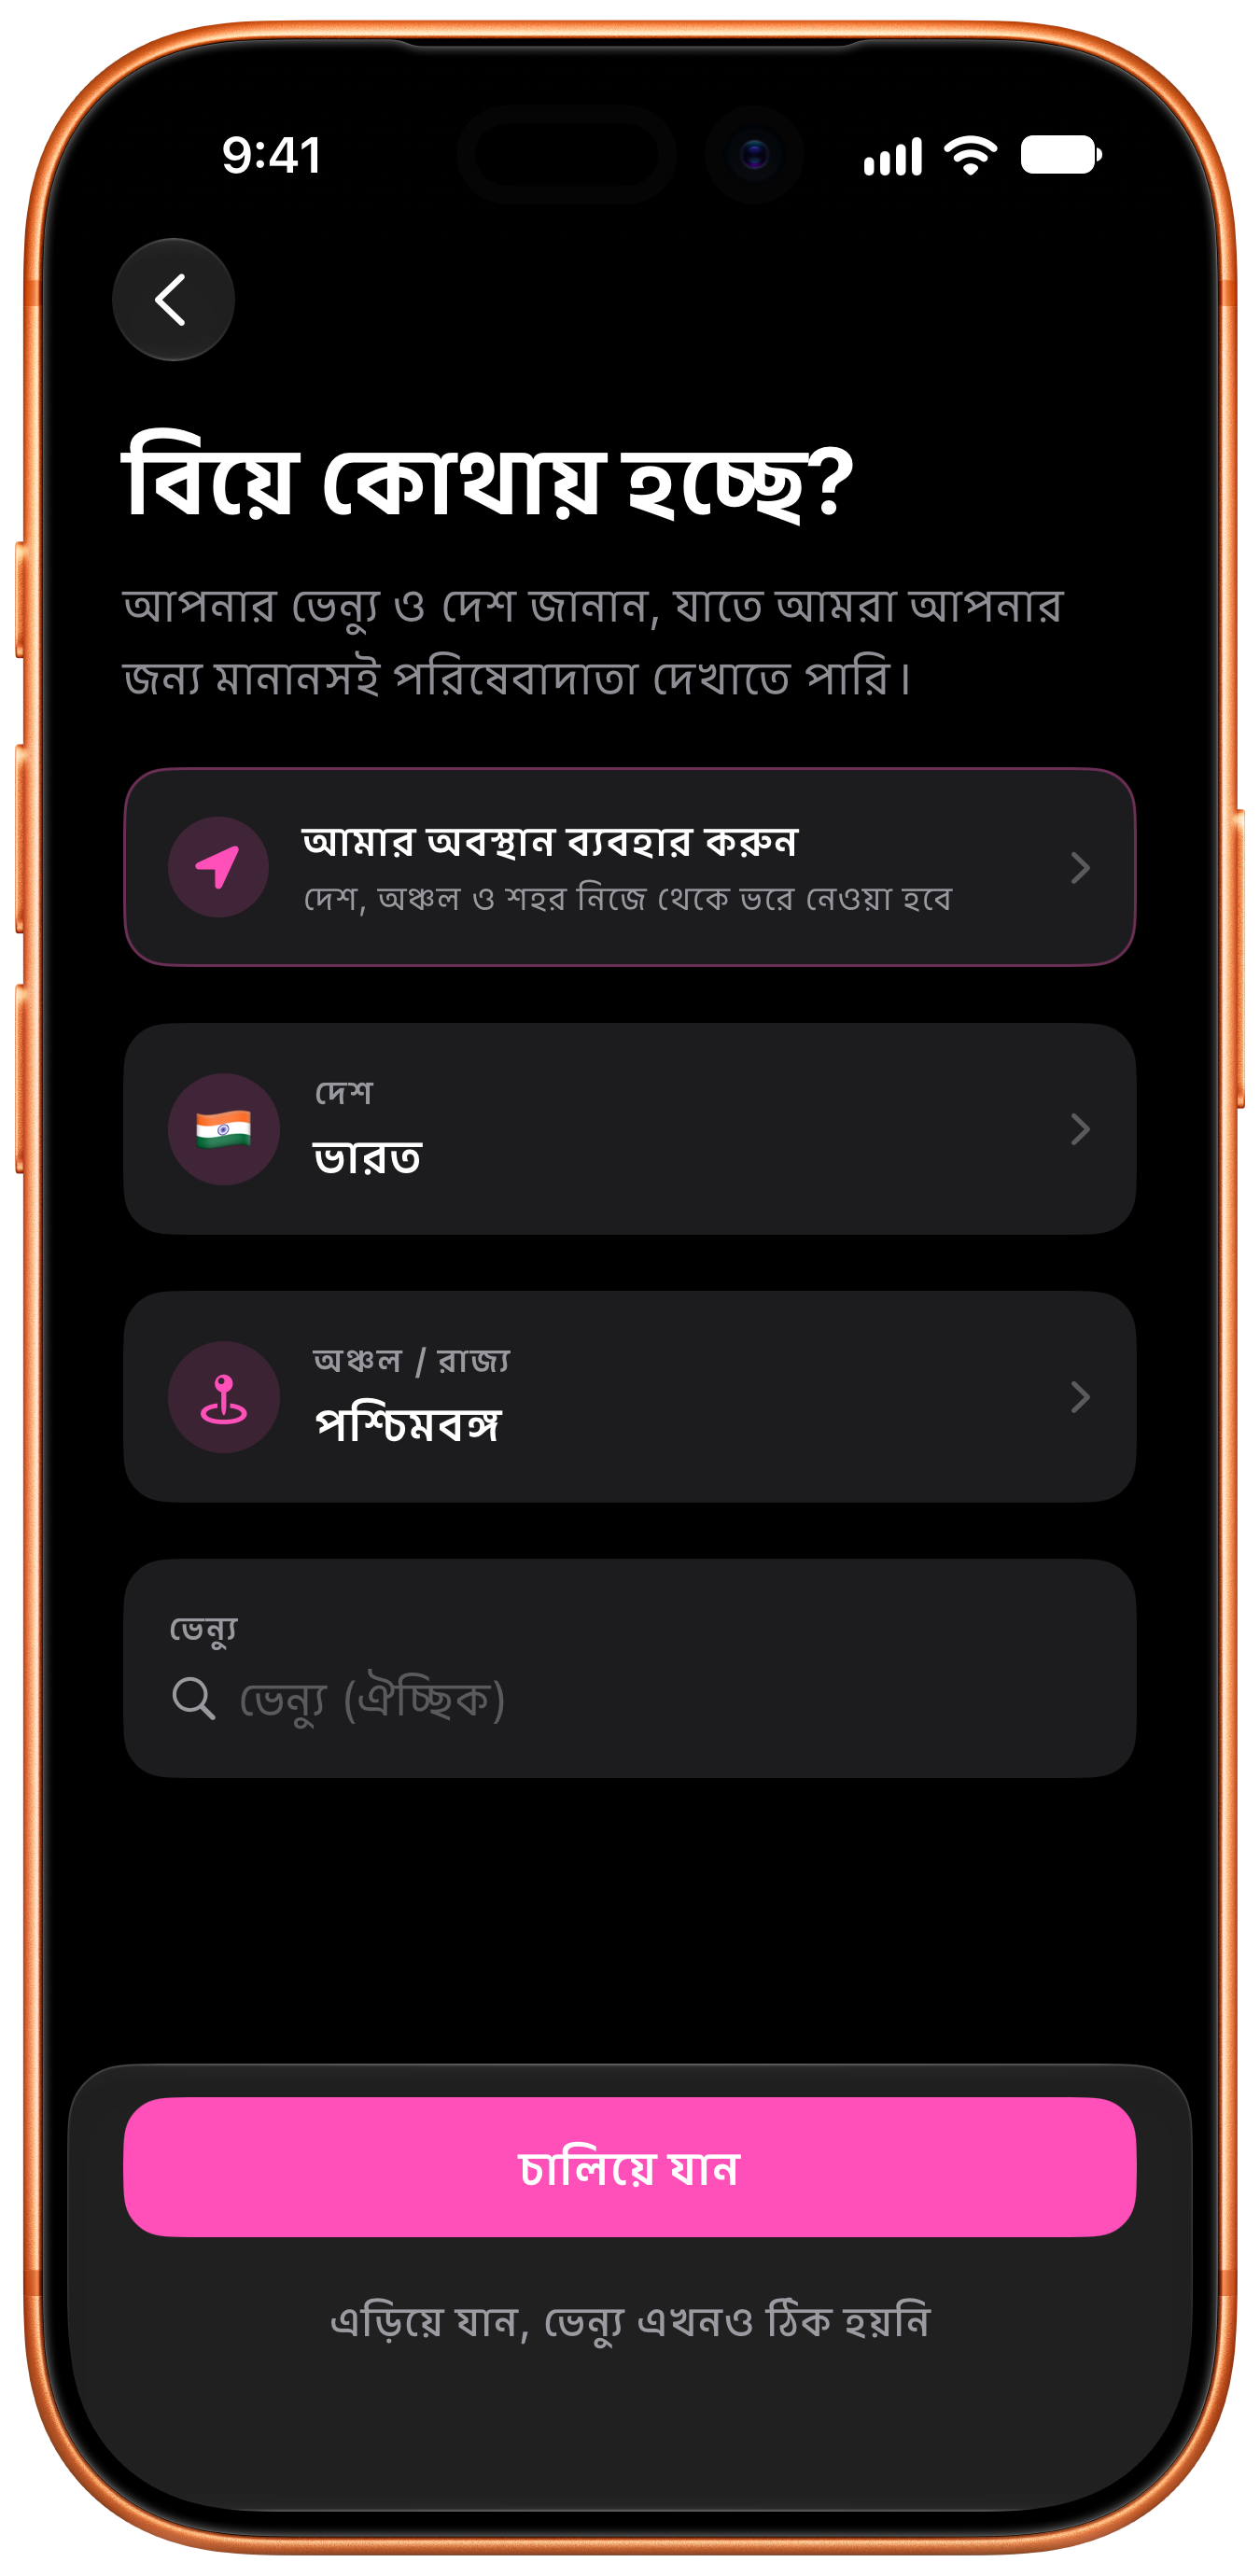 9:41
বিয়ে কোথায় হচ্ছে?
আপনার ভেন্যু ও দেশ জানান, যাতে আমরা আপনার
জন্য মানানসই পরিষেবাদাতা দেখাতে পারি।
আমার অবস্থান ব্যবহার করুন
দেশ, অঞ্চল ও শহর নিজে থেকে ভরে নেওয়া হবে
দেশ
ভারত
অঞ্চল / রাজ্য
পশ্চিমবঙ্গ
ভেন্যু
ভেন্যু (ঐচ্ছিক)
চালিয়ে যান
এড়িয়ে যান, ভেন্যু এখনও ঠিক হয়নি